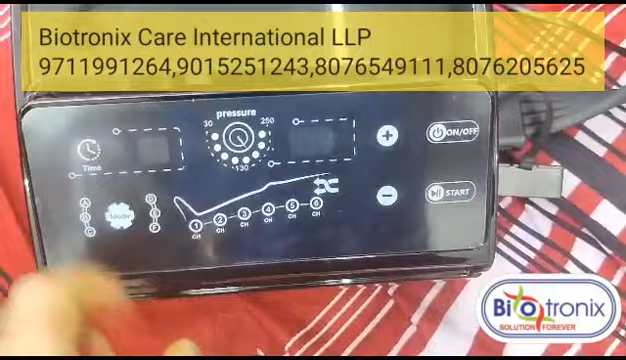 Biotronix Care International LLP
9711991264,9015251243,8076549111,8076205625
pressure
30
250
130
Time
ON/OFF
START
Mode
A
B
C
D
E
F
1
2
3
4
5
6
CH
CH
CH
CH
CH
CH
Biotronix
SOLUTION FOREVER